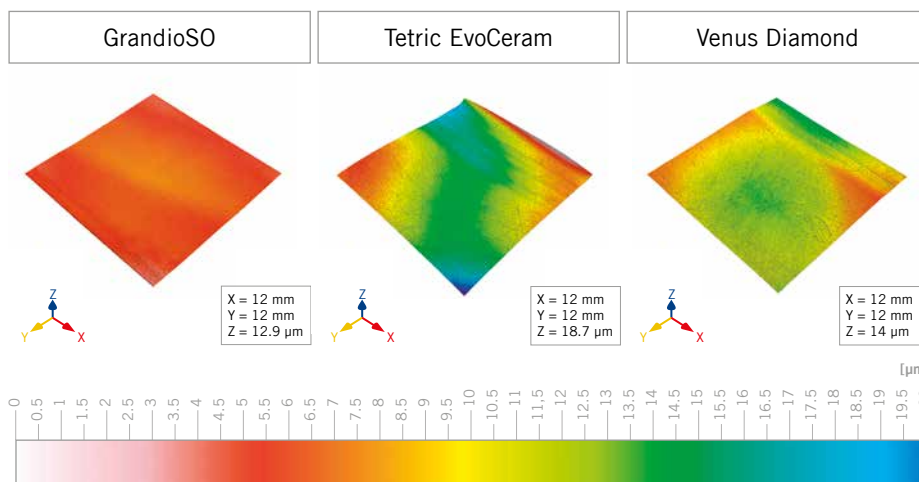 GrandioSO
Tetric EvoCeram
Venus Diamond
Z
Y
X
X = 12 mm
Y = 12 mm
Z = 12.9 µm
Z
Y
X
X = 12 mm
Y = 12 mm
Z = 18.7 µm
Z
Y
X
X = 12 mm
Y = 12 mm
Z = 14 µm
0 0.5 1 1.5 2 2.5 3 3.5 4 4.5 5 5.5 6 6.5 7 7.5 8 8.5 9 9.5 10 10.5 11 11.5 12 12.5 13 13.5 14 14.5 15 15.5 16 16.5 17 17.5 18 18.5 19 19.5